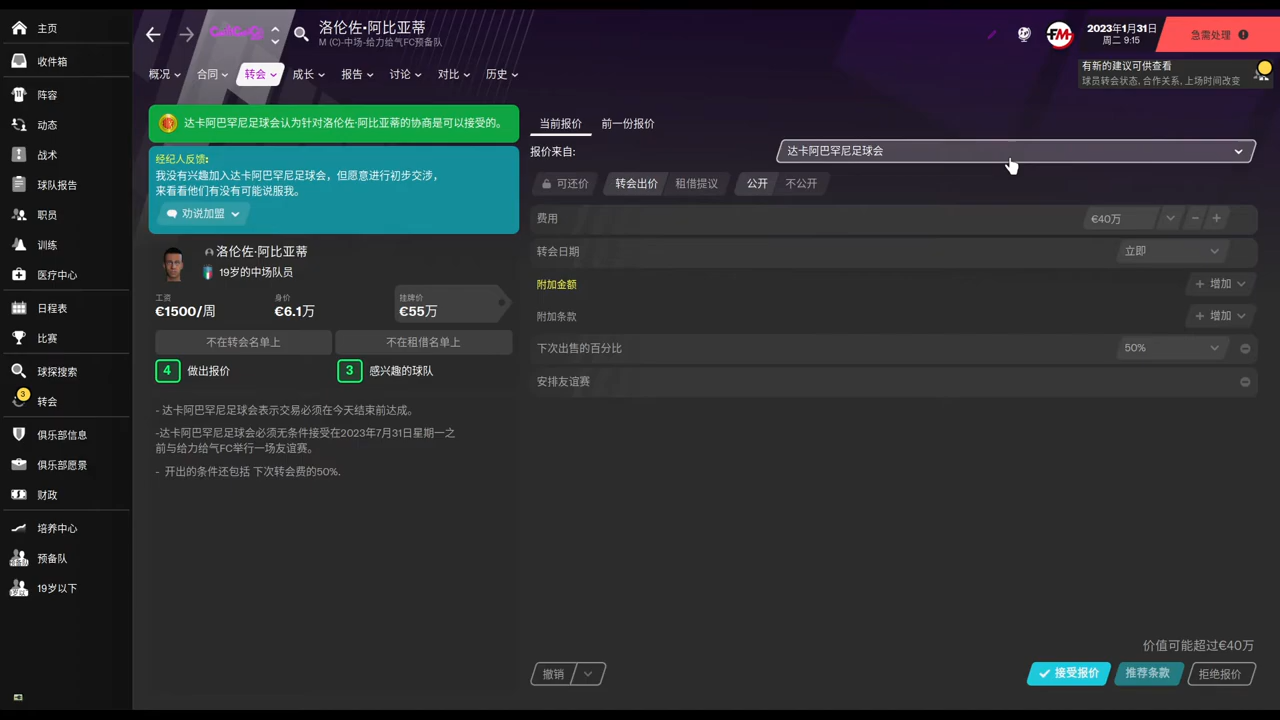 主页
收件箱
阵容
动态
战术
球队报告
职员
训练
医疗中心
日程表
比赛
球探搜索
3
转会
俱乐部信息
俱乐部愿景
财政
培养中心
预备队
19岁以下
洛伦佐·阿比亚蒂
M (C)-中场-给力给气FC预备队
FM
2023年1月31日
周二 9:15
急需处理
有新的建议可供查看
球员转会状态, 合作关系, 上场时间改变
概况
合同
转会
成长
报告
讨论
对比
历史
达卡阿巴罕尼足球会认为针对洛伦佐·阿比亚蒂的协商是可以接受的。
经纪人反馈:
我没有兴趣加入达卡阿巴罕尼足球会，但愿意进行初步交涉，
来看看他们有没有可能说服我。
劝说加盟
洛伦佐·阿比亚蒂
19岁的中场队员
工资
€1500/周
身价
€6.1万
挂牌价
€55万
不在转会名单上
不在租借名单上
4 做出报价
3 感兴趣的球队
- 达卡阿巴罕尼足球会表示交易必须在今天结束前达成。
-达卡阿巴罕尼足球会必须无条件接受在2023年7月31日星期一之
前与给力给气FC举行一场友谊赛。
- 开出的条件还包括 下次转会费的50%.
当前报价
前一份报价
报价来自:
达卡阿巴罕尼足球会
可还价
转会出价
租借提议
公开
不公开
费用
€40万
转会日期
立即
附加金额
增加
附加条款
增加
下次出售的百分比
50%
安排友谊赛
价值可能超过€40万
撤销
接受报价
推荐条款
拒绝报价